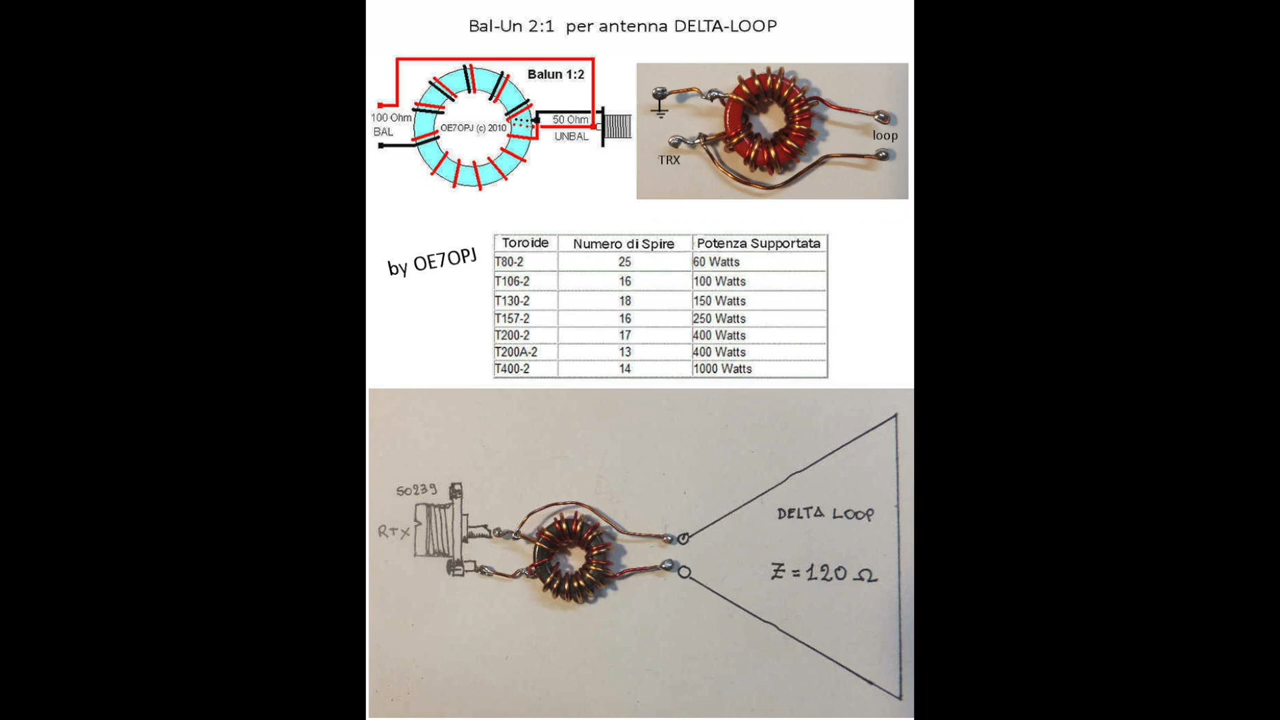 Bal-Un 2:1 per antenna DELTA-LOOP
Balun 1:2
100 Ohm
BAL
OE7OPJ (c) 2010
50 Ohm
UNBAL
TRX
loop
by OE7OPJ
Toroide Numero di Spire Potenza Supportata
T80-2 25 60 Watts
T106-2 16 100 Watts
T130-2 18 150 Watts
T157-2 16 250 Watts
T200-2 17 400 Watts
T200A-2 13 400 Watts
T400-2 14 1000 Watts
SO239
RTX
DELTA LOOP
Z = 120 Ω